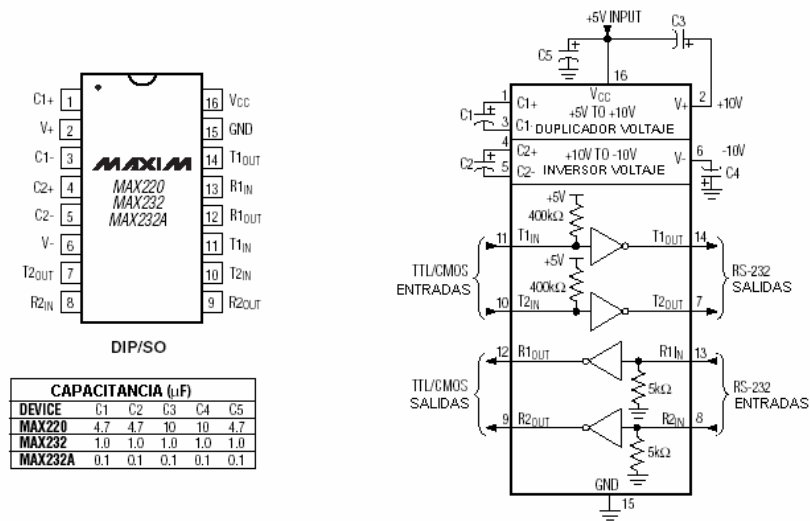 C1+ 1
V+ 2
C1- 3
C2+ 4
C2- 5
V- 6
T2OUT 7
R2IN 8
MAXIM
MAX220
MAX232
MAX232A
16 VCC
15 GND
14 T1OUT
13 R1IN
12 R1OUT
11 T1IN
10 T2IN
9 R2OUT
DIP/SO
CAPACITANCIA (µF)
DEVICE C1 C2 C3 C4 C5
MAX220 4.7 4.7 10 10 4.7
MAX232 1.0 1.0 1.0 1.0 1.0
MAX232A 0.1 0.1 0.1 0.1 0.1
+5V INPUT
C3
C5
16
VCC
1 C1+
C1
3 C1-
+5V TO +10V
DUPLICADOR VOLTAJE
V+ 2
+10V
4 C2+
C2
5 C2-
+10V TO -10V
INVERSOR VOLTAJE
V- 6
-10V
C4
+5V
400kΩ
11 T1IN
T1OUT 14
+5V
400kΩ
TTL/CMOS
ENTRADAS
RS-232
SALIDAS
10 T2IN
T2OUT 7
12 R1OUT
R1IN 13
5kΩ
TTL/CMOS
SALIDAS
RS-232
ENTRADAS
9 R2OUT
R2IN 8
5kΩ
GND
15